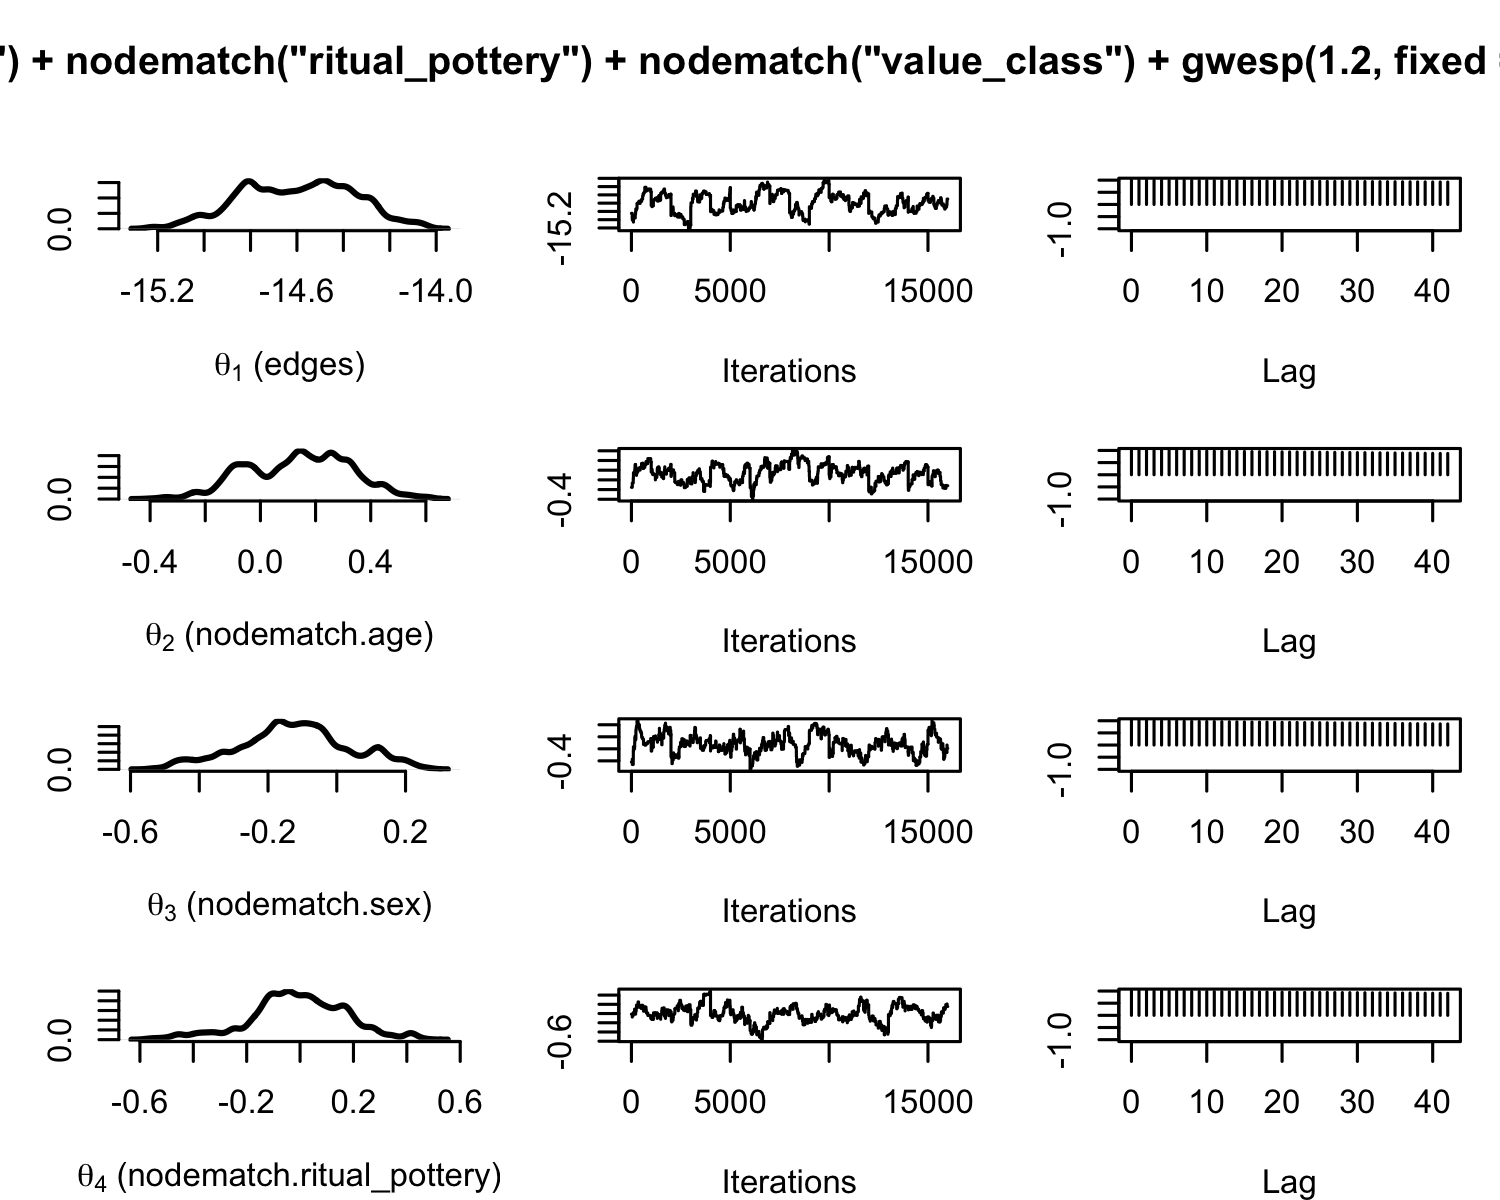 ") + nodematch("ritual_pottery") + nodematch("value_class") + gwesp(1.2, fixed
0.0 -15.2 -1.0
-15.2 -14.6 -14.0 0 5000 15000 0 10 20 30 40
θ1 (edges) Iterations Lag
0.0 -0.4 -1.0
-0.4 0.0 0.4 0 5000 15000 0 10 20 30 40
θ2 (nodematch.age) Iterations Lag
0.0 -0.4 -1.0
-0.6 -0.2 0.2 0 5000 15000 0 10 20 30 40
θ3 (nodematch.sex) Iterations Lag
0.0 -0.6 -1.0
-0.6 -0.2 0.2 0.6 0 5000 15000 0 10 20 30 40
θ4 (nodematch.ritual_pottery) Iterations Lag